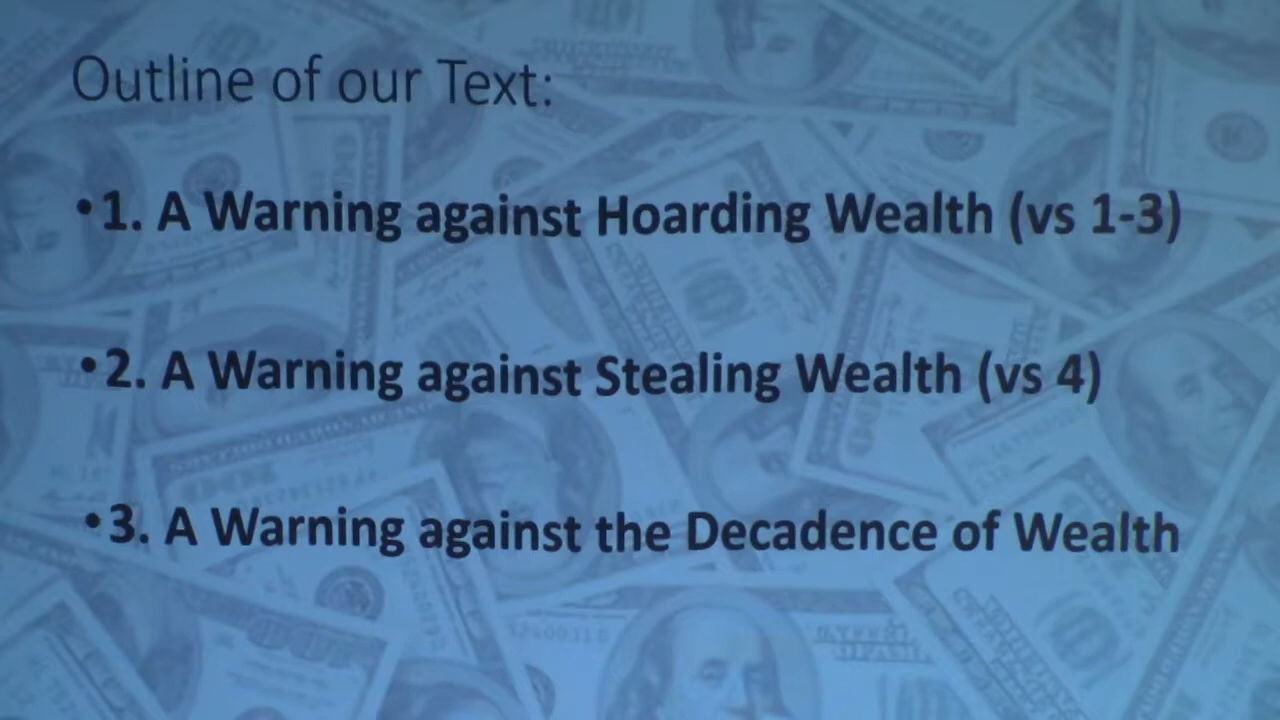 Outline of our Text:
•1. A Warning against Hoarding Wealth (vs 1-3)
•2. A Warning against Stealing Wealth (vs 4)
•3. A Warning against the Decadence of Wealth